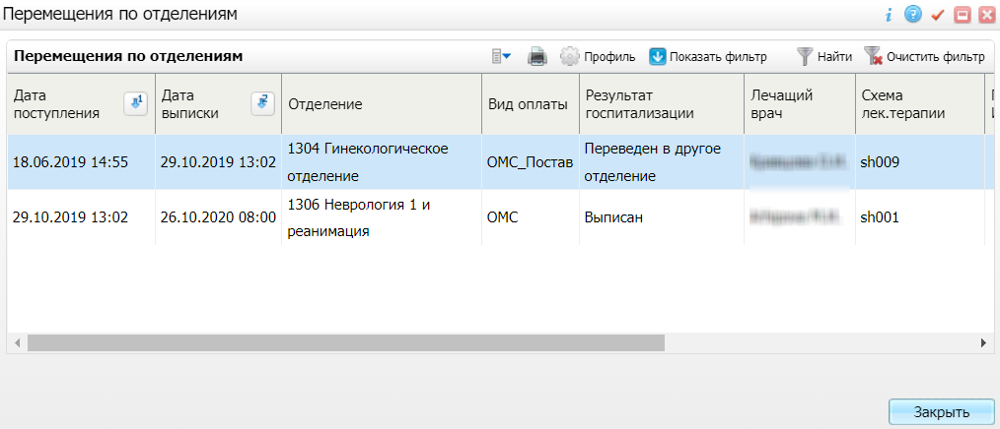 Перемещения по отделениям
Перемещения по отделениям Профиль Показать фильтр Найти Очистить фильтр
Дата поступления 1 Дата выписки 2 Отделение Вид оплаты Результат госпитализации Лечащий врач Схема лек.терапии
18.06.2019 14:55 29.10.2019 13:02 1304 Гинекологическое отделение ОМС_Постав Переведен в другое отделение sh009
29.10.2019 13:02 26.10.2020 08:00 1306 Неврология 1 и реанимация ОМС Выписан sh001
Закрыть